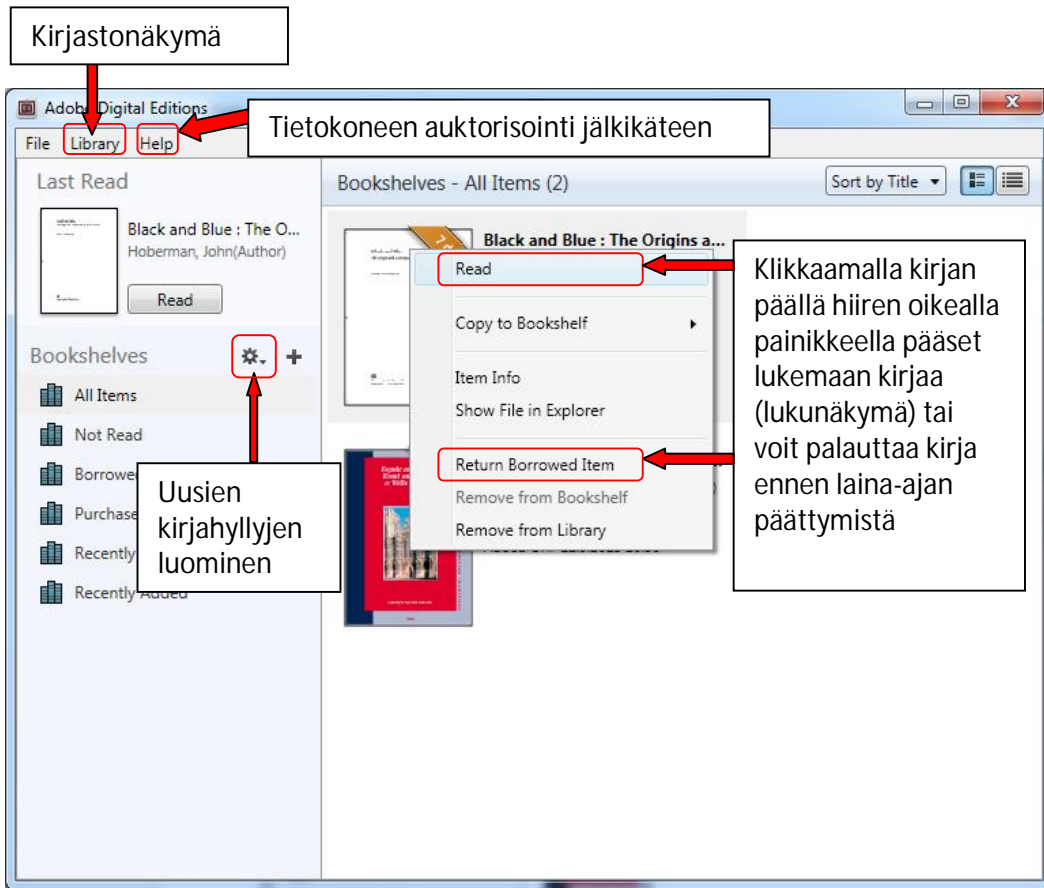 Kirjastonäkymä
Adobe Digital Editions
Tietokoneen auktorisointi jälkikäteen
File Library Help
Last Read
Bookshelves - All Items (2)
Sort by Title
Black and Blue : The O...
Hoberman, John(Author)
Read
Black and Blue : The Origins a...
Read
Copy to Bookshelf
Item Info
Show File in Explorer
Return Borrowed Item
Remove from Bookshelf
Remove from Library
Klikkaamalla kirjan
päällä hiiren oikealla
painikkeella pääset
lukemaan kirjaa
(lukunäkymä) tai
voit palauttaa kirja
ennen laina-ajan
päättymistä
Bookshelves
All Items
Not Read
Borrowe
Purchase
Recently
Recently Added
Uusien
kirjahyllyjen
luominen